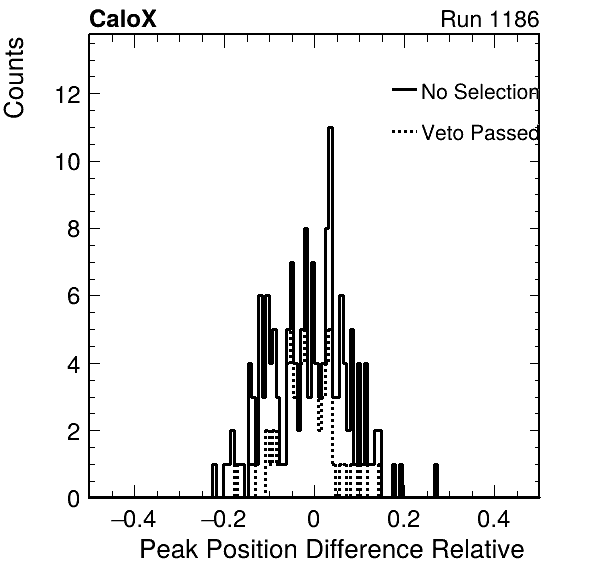 CaloX Run 1186
Counts
No Selection
Veto Passed
12
10
8
6
4
2
0
−0.4 −0.2 0 0.2 0.4
Peak Position Difference Relative